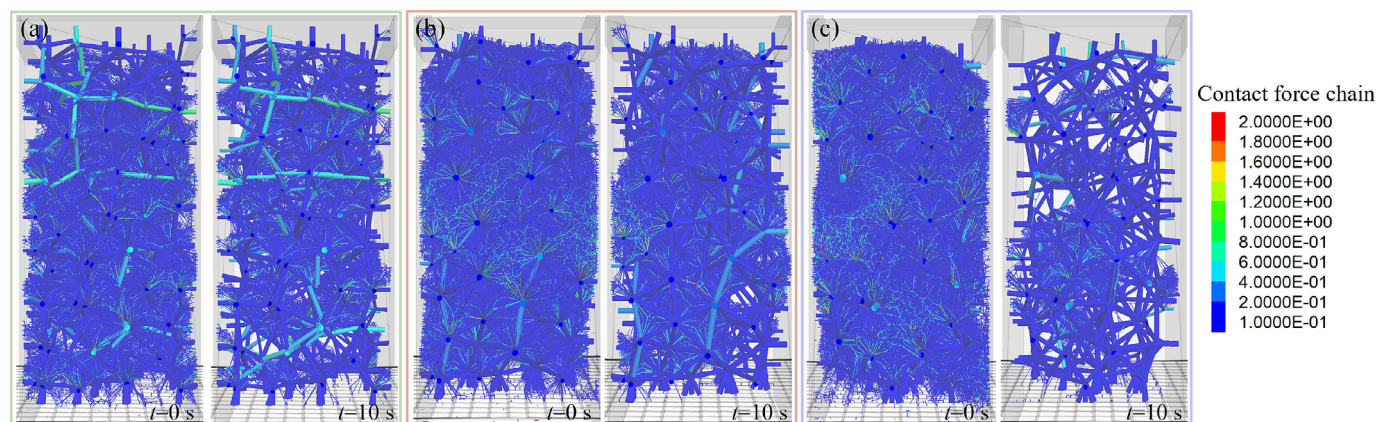 (a)
(b)
(c)
t=0 s
t=10 s
t=0 s
t=10 s
t=0 s
t=10 s
Contact force chain
2.0000E+00
1.8000E+00
1.6000E+00
1.4000E+00
1.2000E+00
1.0000E+00
8.0000E-01
6.0000E-01
4.0000E-01
2.0000E-01
1.0000E-01